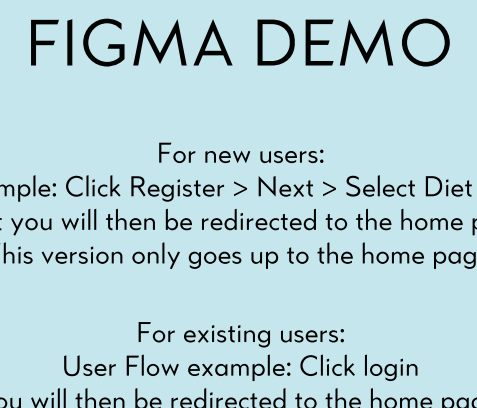 FIGMA DEMO
For new users:
mple: Click Register > Next > Select Diet
you will then be redirected to the home p
his version only goes up to the home pag
For existing users:
User Flow example: Click login
ou will then be redirected to the home pag